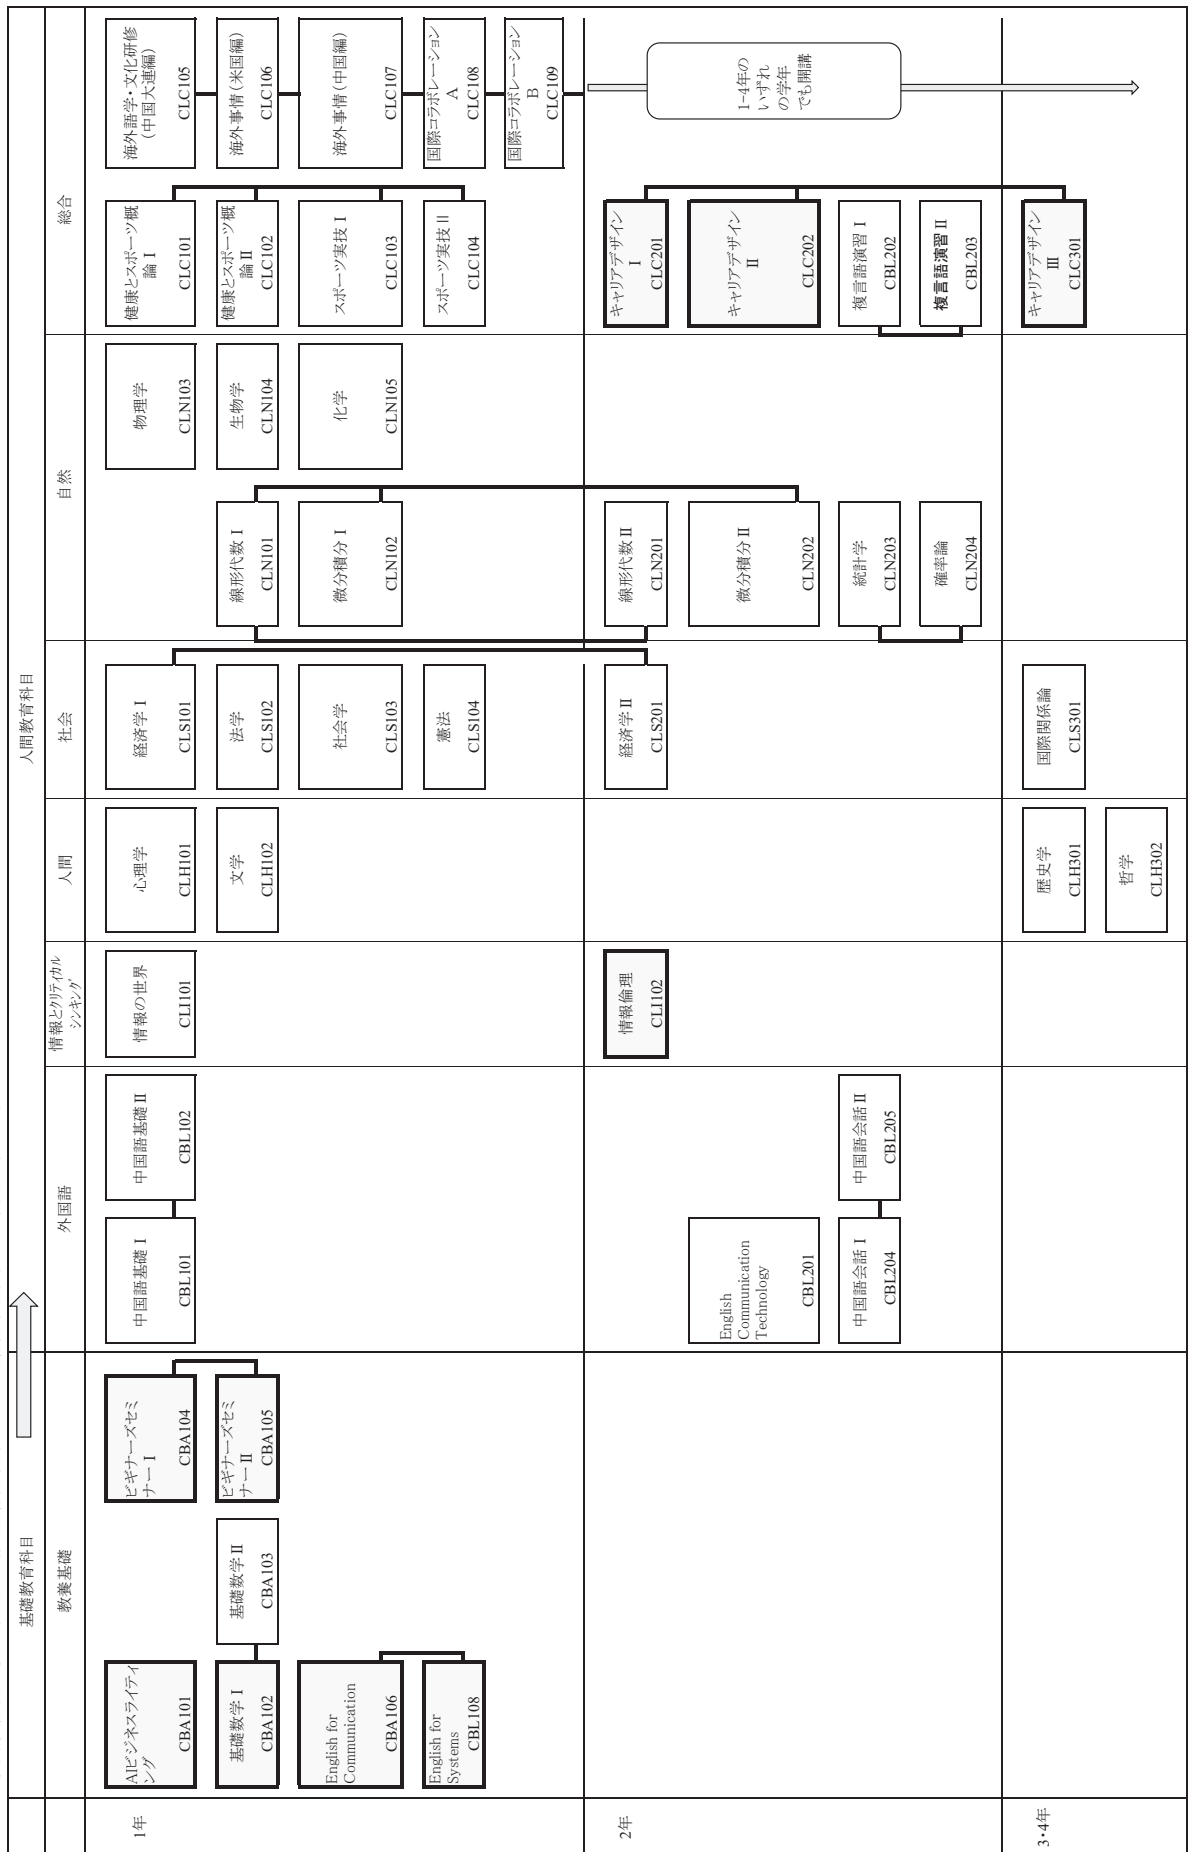 基礎教育科目
人間教育科目
教養基礎
外国語
情報とクリティカル
シンキング
人間
社会
自然
総合
1年
AIビジネスライティ
ング
CBA101
基礎数学Ⅰ
CBA102
English for
Communication
CBA106
English for
Systems
CBL108
基礎数学Ⅱ
CBA103
ビギナーズセミ
ナーⅠ
CBA104
ビギナーズセミ
ナーⅡ
CBA105
中国語基礎Ⅰ
CBL101
中国語基礎Ⅱ
CBL102
情報の世界
CLI101
心理学
CLH101
文学
CLH102
経済学Ⅰ
CLS101
法学
CLS102
社会学
CLS103
憲法
CLS104
線形代数Ⅰ
CLN101
微分積分Ⅰ
CLN102
物理学
CLN103
生物学
CLN104
化学
CLN105
健康とスポーツ概
論Ⅰ
CLC101
健康とスポーツ概
論Ⅱ
CLC102
スポーツ実技Ⅰ
CLC103
スポーツ実技Ⅱ
CLC104
海外語学・文化研修
(中国大連編)
CLC105
海外事情(米国編)
CLC106
海外事情(中国編)
CLC107
国際コラボレーション
A
CLC108
国際コラボレーション
B
CLC109
2年
English
Communication
Technology
CBL201
中国語会話Ⅰ
CBL204
中国語会話Ⅱ
CBL205
情報倫理
CLI102
経済学Ⅱ
CLS201
線形代数Ⅱ
CLN201
微分積分Ⅱ
CLN202
統計学
CLN203
確率論
CLN204
キャリアデザイン
Ⅰ
CLC201
キャリアデザイン
Ⅱ
CLC202
複言語演習Ⅰ
CBL202
複言語演習Ⅱ
CBL203
1-4年の
いずれ
の学年
でも開講
3・4年
歴史学
CLH301
哲学
CLH302
国際関係論
CLS301
キャリアデザイン
Ⅲ
CLC301